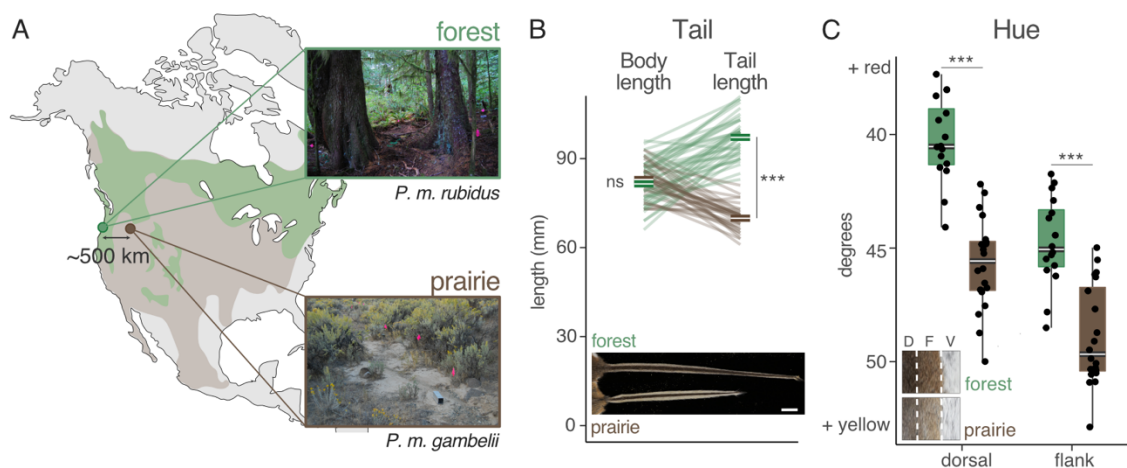 A
forest
P. m. rubidus
~500 km
prairie
P. m. gambelii
B
Tail
Body
length
Tail
length
length (mm)
90
60
30
0
ns
***
forest
prairie
C
Hue
+ red
degrees
40
45
50
+ yellow
***
***
D F V
forest
prairie
dorsal
flank